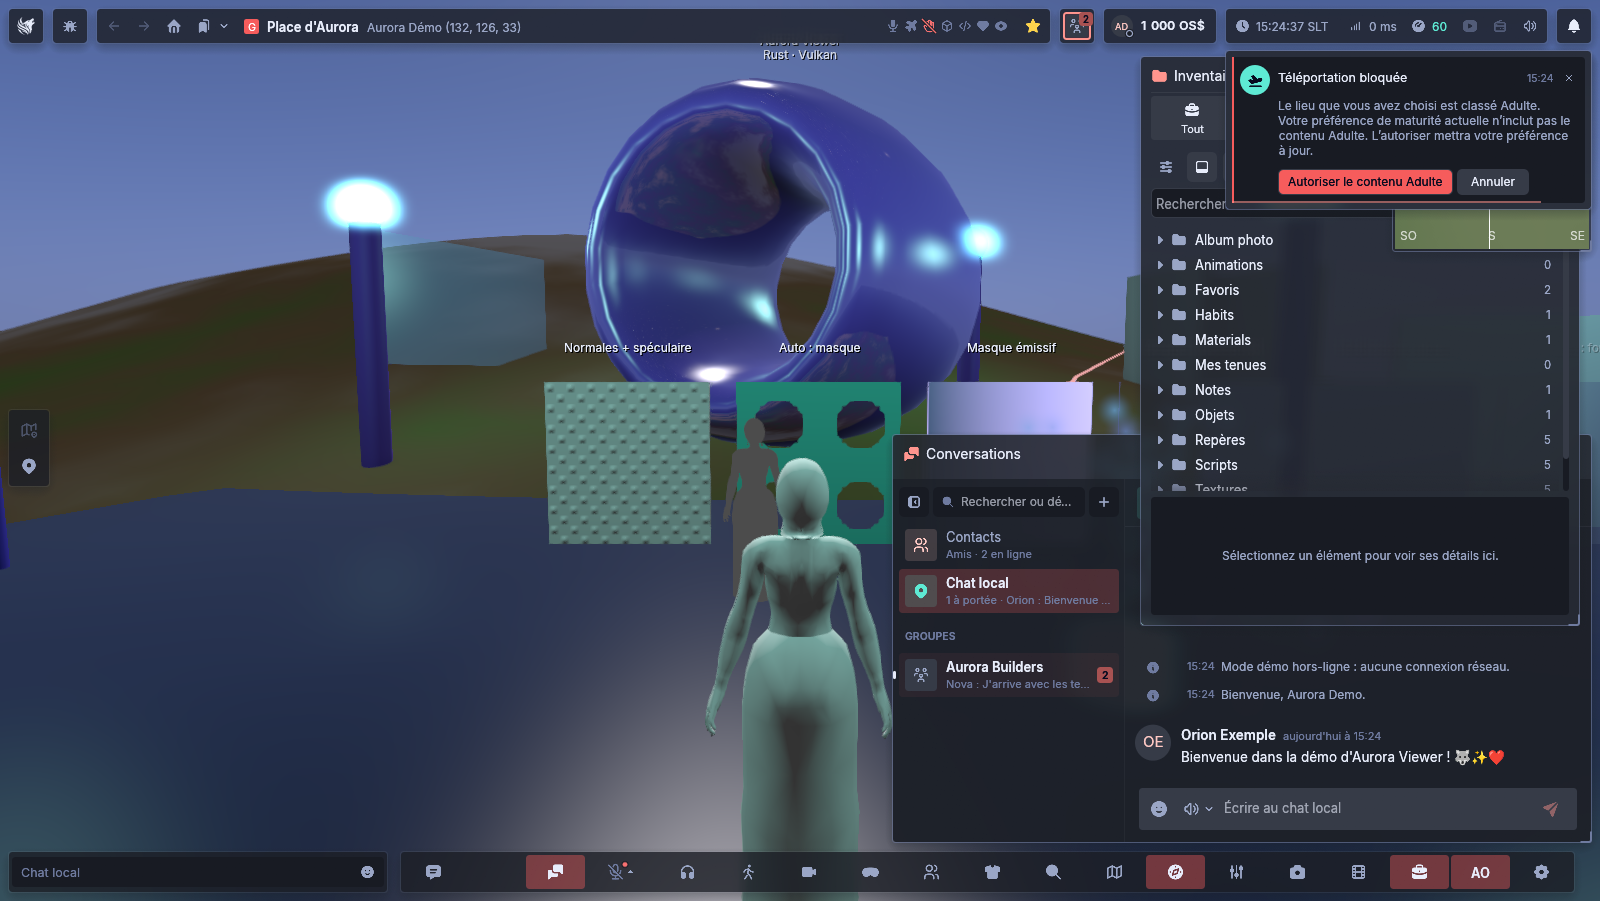 G Place d'Aurora Aurora Démo (132, 126, 33)
2
AD 1 000 OS$
15:24:37 SLT
0 ms
60
Rust · Vulkan
Inventai
Tout
Rechercher
Téléportation bloquée 15:24
Le lieu que vous avez choisi est classé Adulte.
Votre préférence de maturité actuelle n'inclut pas le
contenu Adulte. L'autoriser mettra votre préférence
à jour.
Autoriser le contenu Adulte Annuler
SO S SE
Album photo
Animations 0
Favoris 2
Habits 1
Materials 1
Mes tenues 0
Notes 1
Objets 1
Repères 5
Scripts 5
Textures 5
Sélectionnez un élément pour voir ses détails ici.
Normales + spéculaire
Auto : masque
Masque émissif
Conversations
Rechercher ou dé...
Contacts
Amis · 2 en ligne
Chat local
1 à portée · Orion : Bienvenue ...
GROUPES
Aurora Builders
Nova : J'arrive avec les te... 2
15:24 Mode démo hors-ligne : aucune connexion réseau.
15:24 Bienvenue, Aurora Demo.
OE Orion Exemple aujourd'hui à 15:24
Bienvenue dans la démo d'Aurora Viewer ! 🐺✨❤️
Écrire au chat local
Chat local
AO